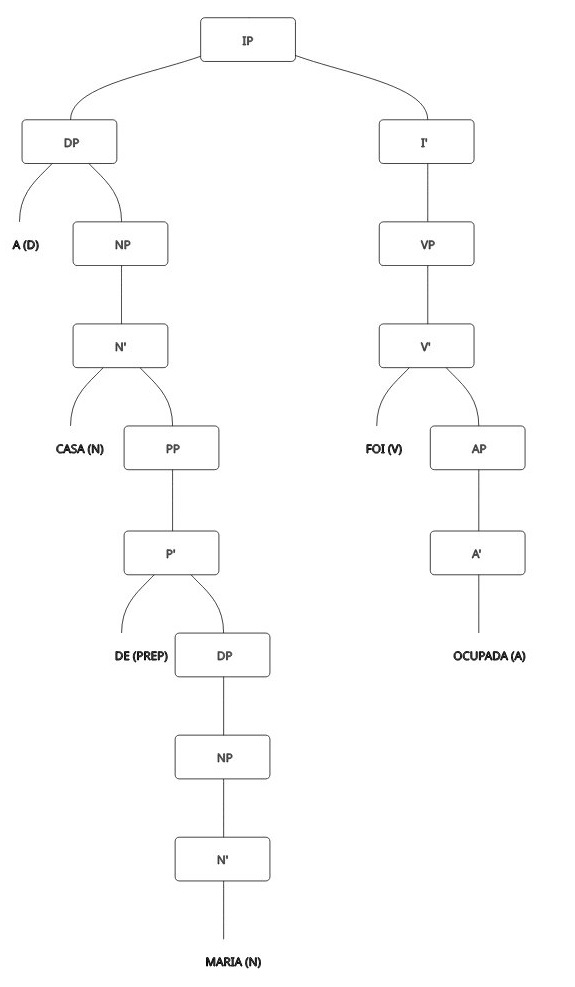 IP
DP
I'
A (D)
NP
VP
N'
V'
CASA (N)
PP
FOI (V)
AP
P'
A'
DE (PREP)
DP
OCUPADA (A)
NP
N'
MARIA (N)